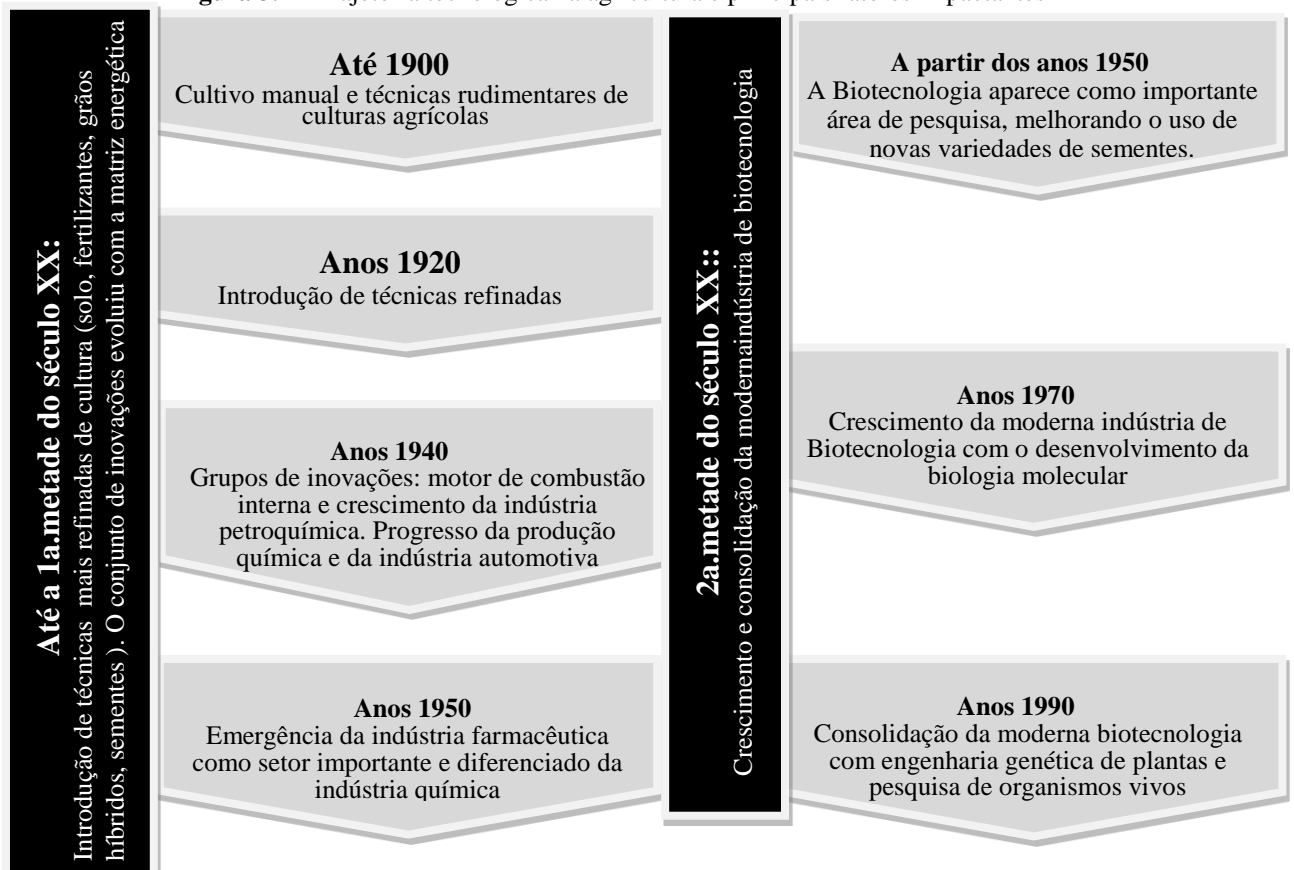 Até a 1a.metade do século XX:
Introdução de técnicas mais refinadas de cultura (solo, fertilizantes, grãos
híbridos, sementes ). O conjunto de inovações evoluiu com a matriz energética
Até 1900
Cultivo manual e técnicas rudimentares de
culturas agrícolas
Anos 1920
Introdução de técnicas refinadas
Anos 1940
Grupos de inovações: motor de combustão
interna e crescimento da indústria
petroquímica. Progresso da produção
química e da indústria automotiva
Anos 1950
Emergência da indústria farmacêutica
como setor importante e diferenciado da
indústria química
2a.metade do século XX::
Crescimento e consolidação da modernaindústria de biotecnologia
A partir dos anos 1950
A Biotecnologia aparece como importante
área de pesquisa, melhorando o uso de
novas variedades de sementes.
Anos 1970
Crescimento da moderna indústria de
Biotecnologia com o desenvolvimento da
biologia molecular
Anos 1990
Consolidação da moderna biotecnologia
com engenharia genética de plantas e
pesquisa de organismos vivos